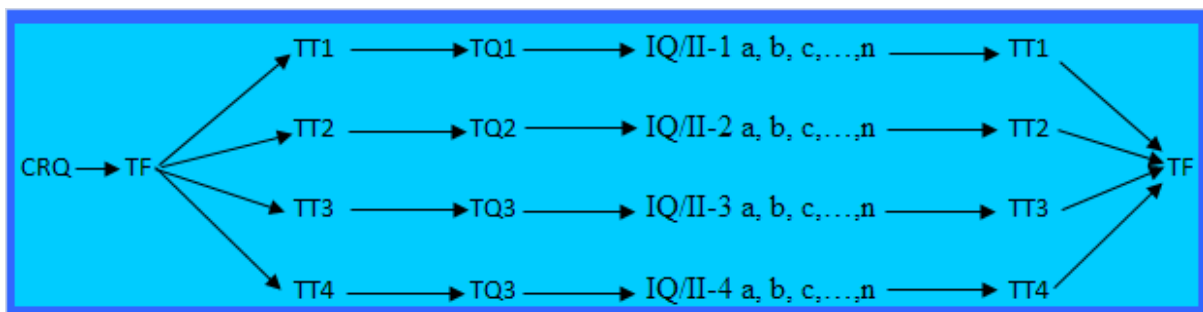 TT1 TQ1 IQ/II-1 a, b, c,…,n TT1
TT2 TQ2 IQ/II-2 a, b, c,…,n TT2
CRQ TF TF
TT3 TQ3 IQ/II-3 a, b, c,…,n TT3
TT4 TQ3 IQ/II-4 a, b, c,…,n TT4